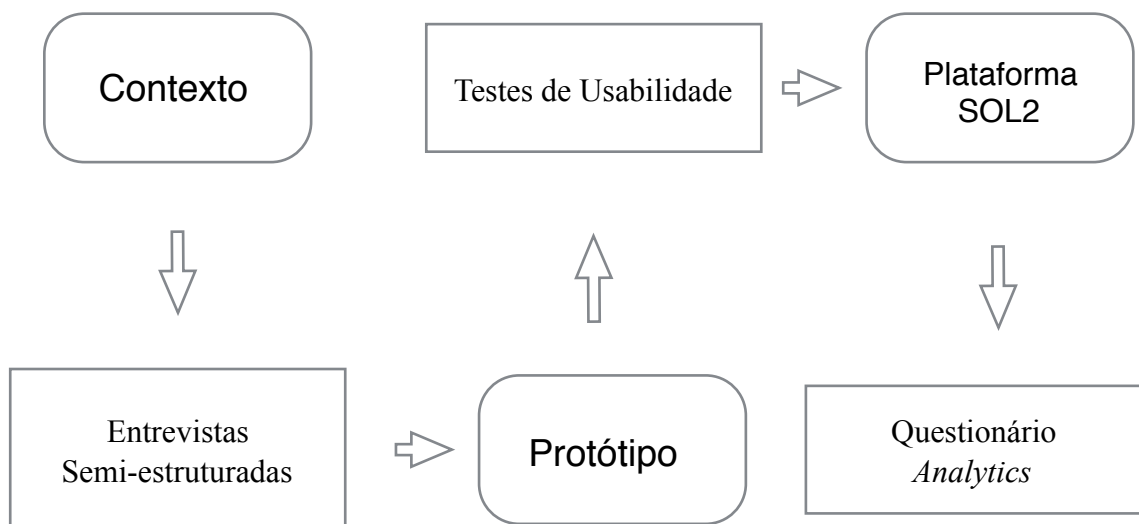 Contexto
Testes de Usabilidade
Plataforma
SOL2
Entrevistas
Semi-estruturadas
Protótipo
Questionário
Analytics